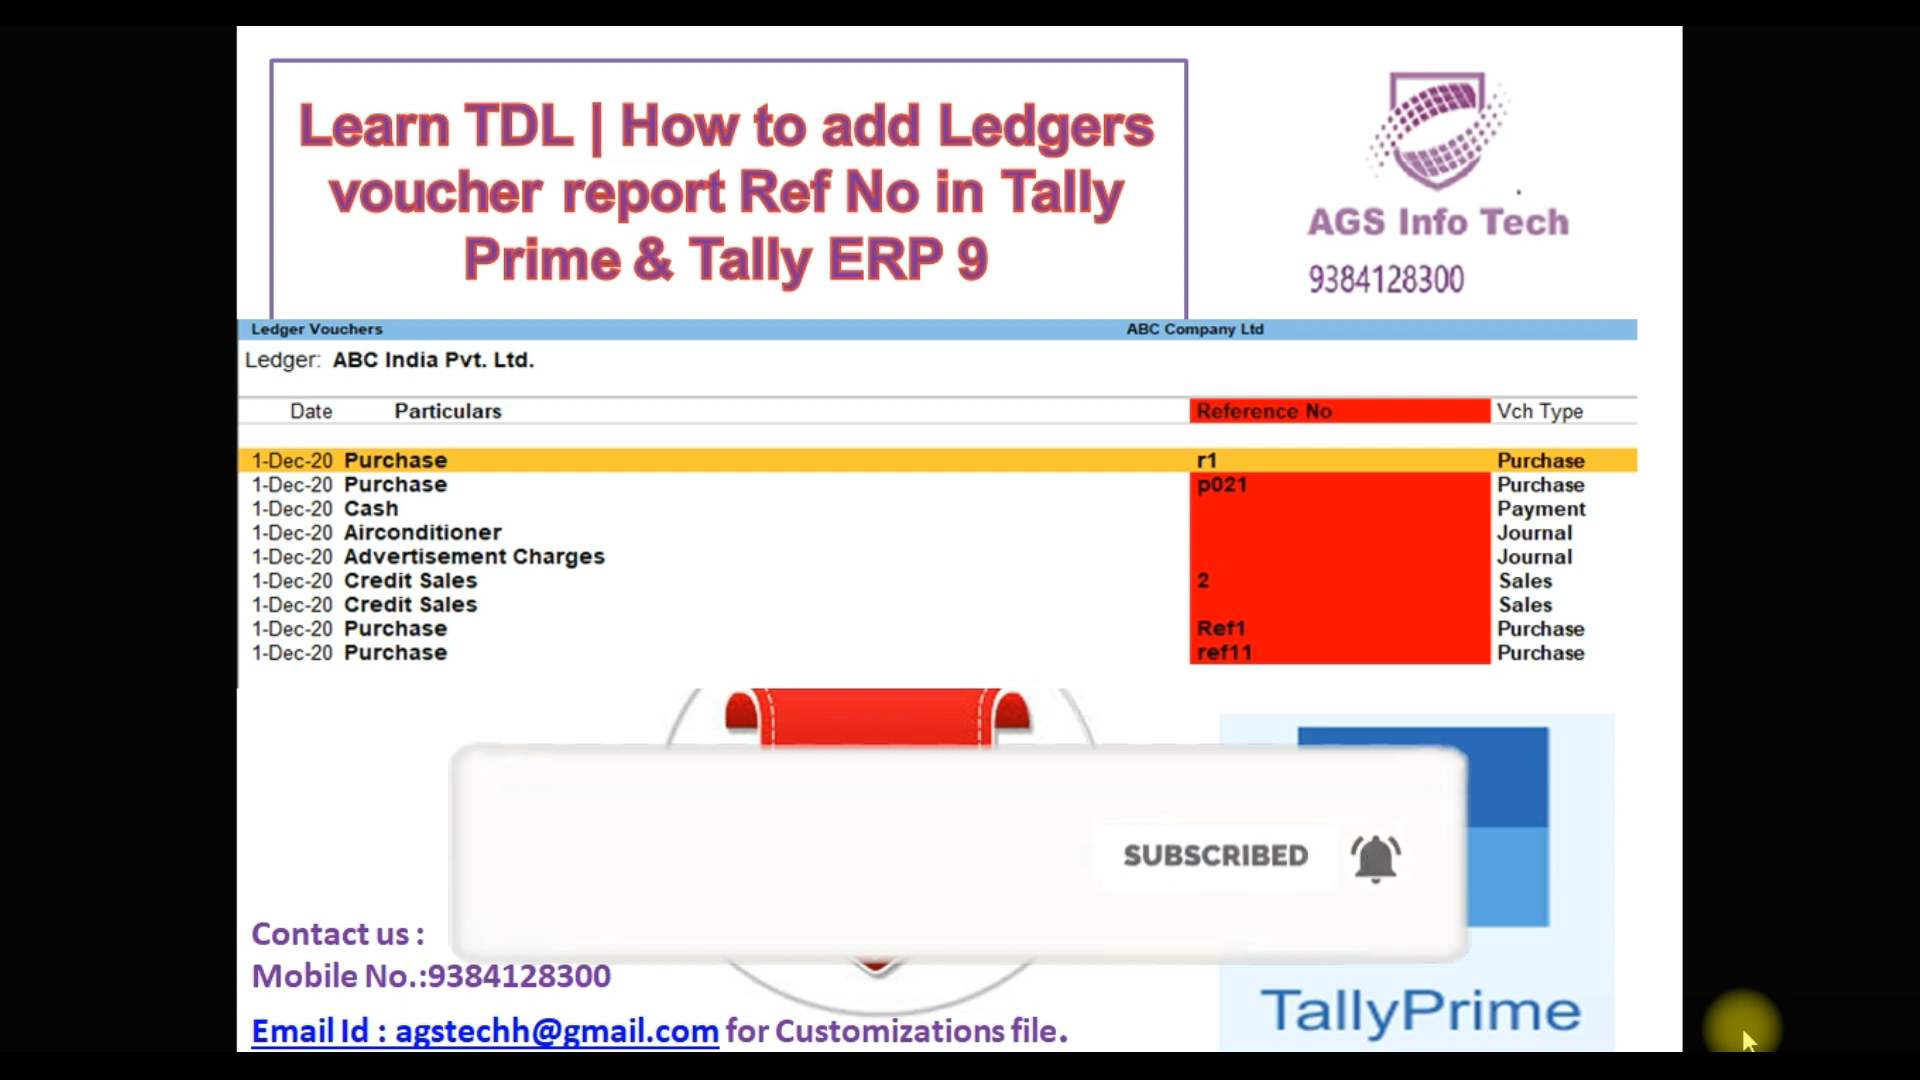 Learn TDL | How to add Ledgers
voucher report Ref No in Tally
Prime & Tally ERP 9
AGS Info Tech
9384128300
Ledger Vouchers ABC Company Ltd
Ledger: ABC India Pvt. Ltd.
Date Particulars Reference No Vch Type
1-Dec-20 Purchase r1 Purchase
1-Dec-20 Purchase p021 Purchase
1-Dec-20 Cash Payment
1-Dec-20 Airconditioner Journal
1-Dec-20 Advertisement Charges Journal
1-Dec-20 Credit Sales 2 Sales
1-Dec-20 Credit Sales Sales
1-Dec-20 Purchase Ref1 Purchase
1-Dec-20 Purchase ref11 Purchase
SUBSCRIBED
Contact us :
Mobile No.:9384128300
Email Id : agstechh@gmail.com for Customizations file.
TallyPrime